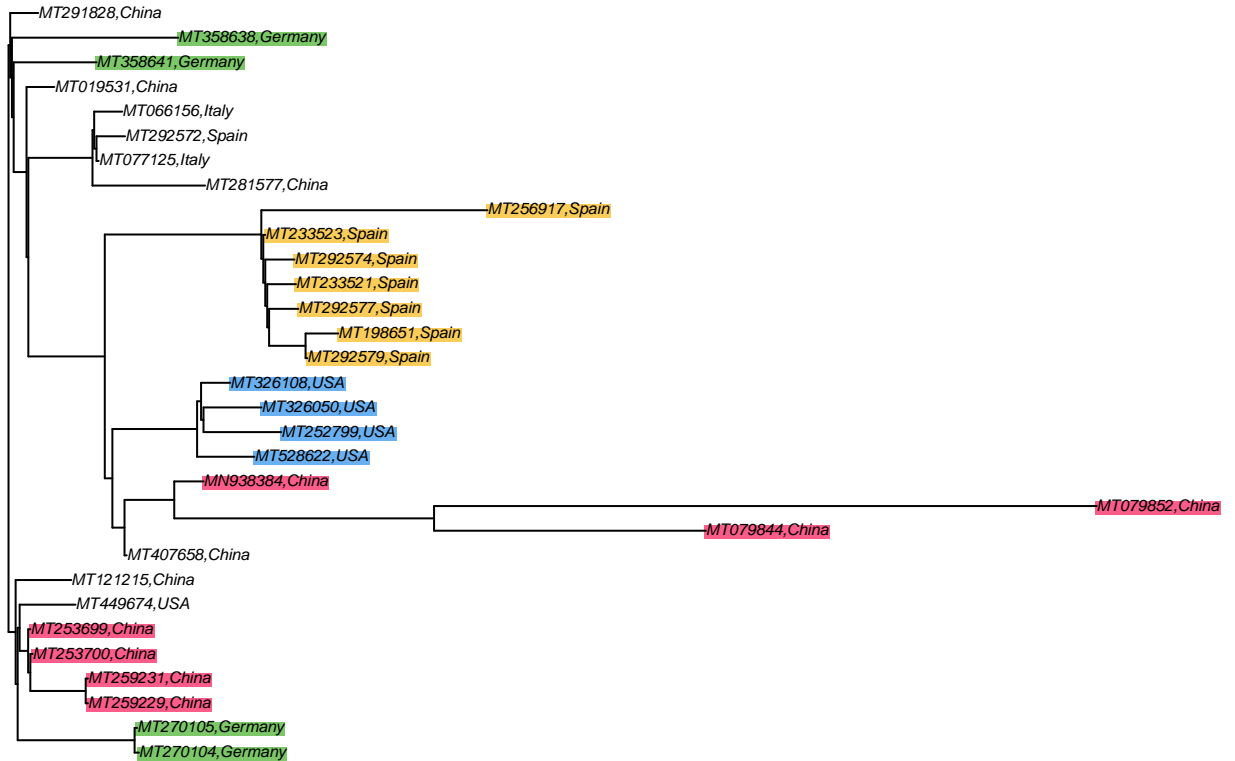 MT291828,China
MT358638,Germany
MT358641,Germany
MT019531,China
MT066156,Italy
MT292572,Spain
MT077125,Italy
MT281577,China
MT256917,Spain
MT233523,Spain
MT292574,Spain
MT233521,Spain
MT292577,Spain
MT198651,Spain
MT292579,Spain
MT326108,USA
MT326050,USA
MT252799,USA
MT528622,USA
MN938384,China
MT079852,China
MT079844,China
MT407658,China
MT121215,China
MT449674,USA
MT253699,China
MT253700,China
MT259231,China
MT259229,China
MT270105,Germany
MT270104,Germany